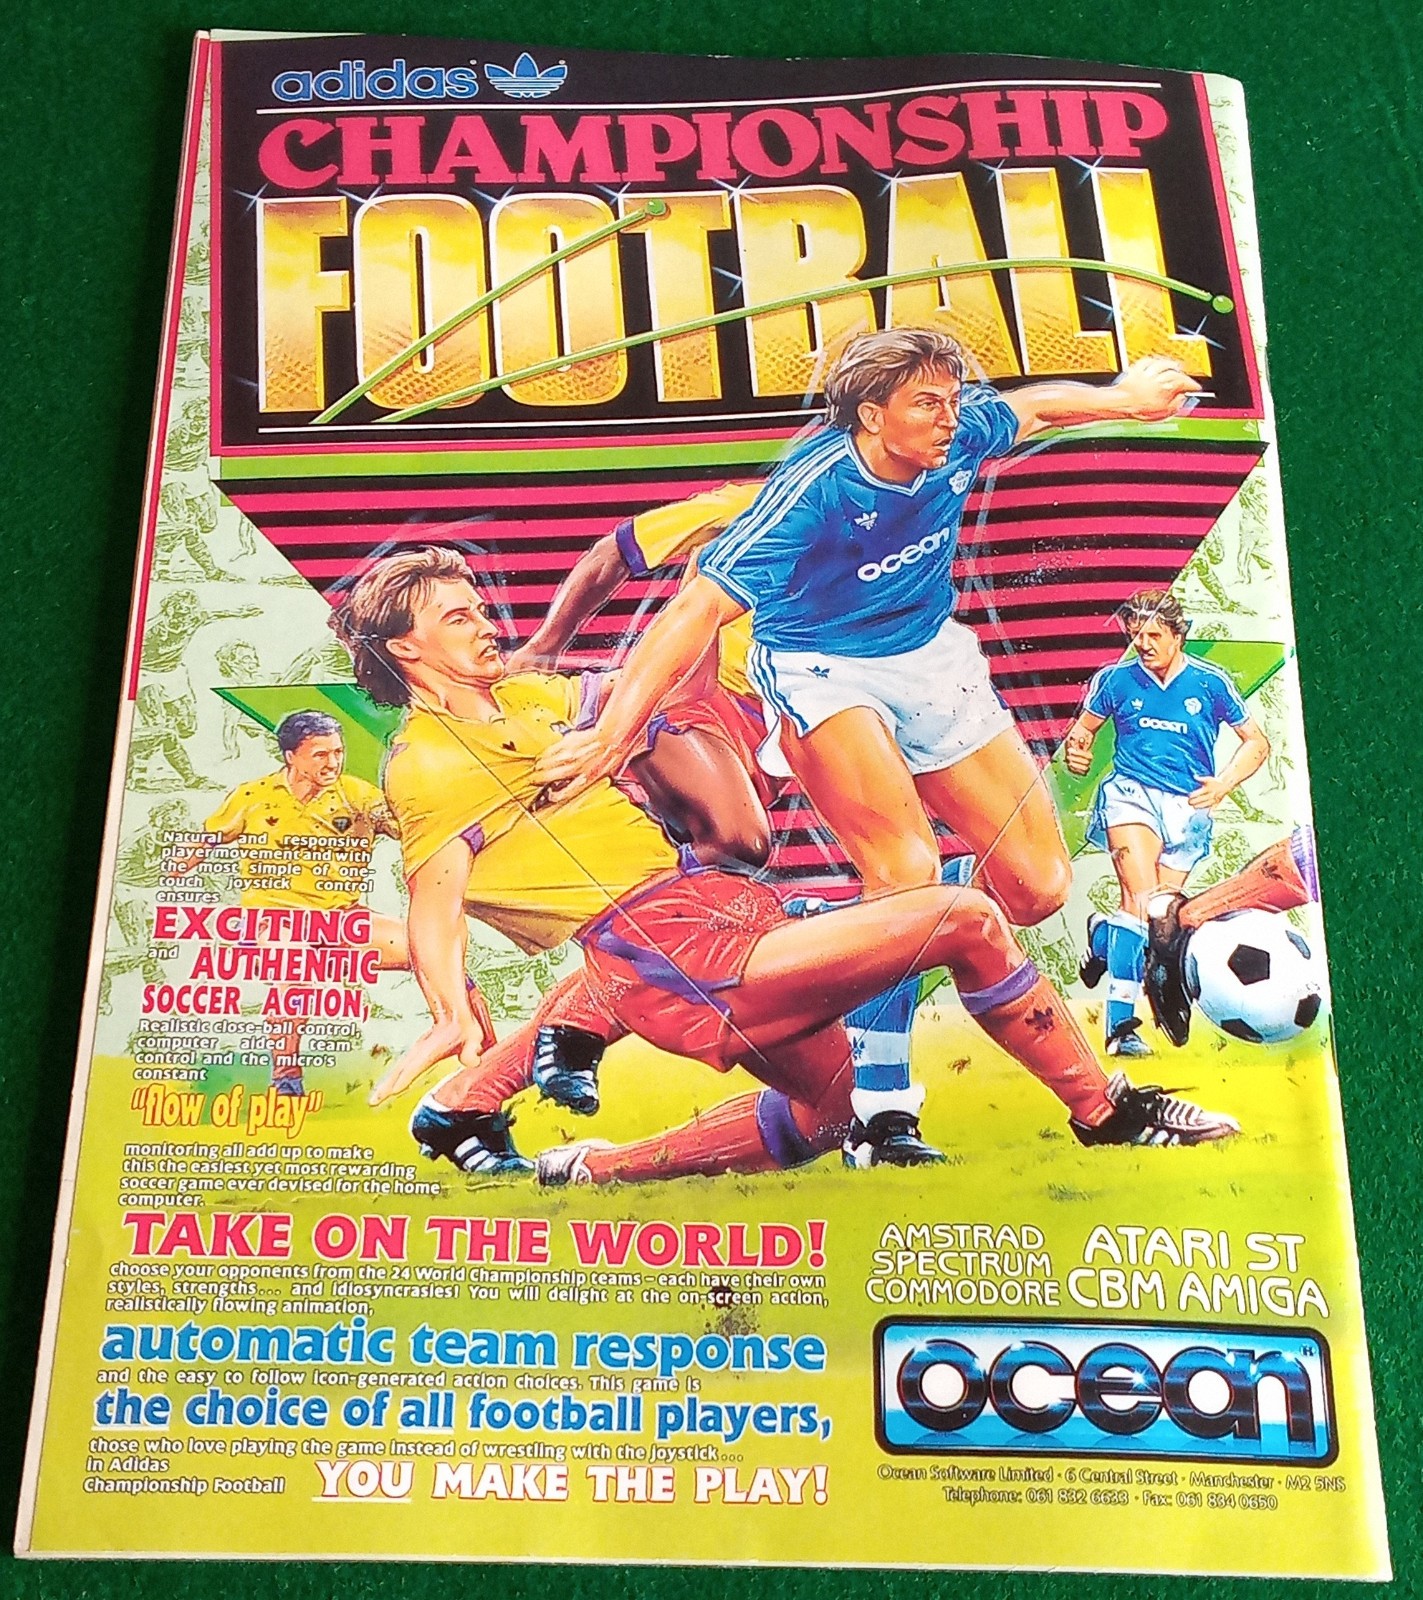 adidas
CHAMPIONSHIP
FOOTBALL
ocean
ocean
Natural and responsive
player movement and with
the most simple of one-
touch joystick control
ensures
EXCITING
and AUTHENTIC
SOCCER ACTION,
Realistic close-ball control,
computer aided team
control and the micro's
constant
"flow of play"
monitoring all add up to make
this the easiest yet most rewarding
soccer game ever devised for the home
computer.
TAKE ON THE WORLD!
choose your opponents from the 24 World Championship teams - each have their own
styles, strengths... and idiosyncrasies! You will delight at the on-screen action,
realistically flowing animation,
automatic team response
and the easy to follow icon-generated action choices. This game is
the choice of all football players,
those who love playing the game instead of wrestling with the joystick...
in Adidas
Championship Football YOU MAKE THE PLAY!
AMSTRAD
SPECTRUM
COMMODORE
ATARI ST
CBM AMIGA
ocean®
Ocean Software Limited · 6 Central Street · Manchester · M2 5NS
Telephone: 061 832 6633 · Fax: 061 834 0650